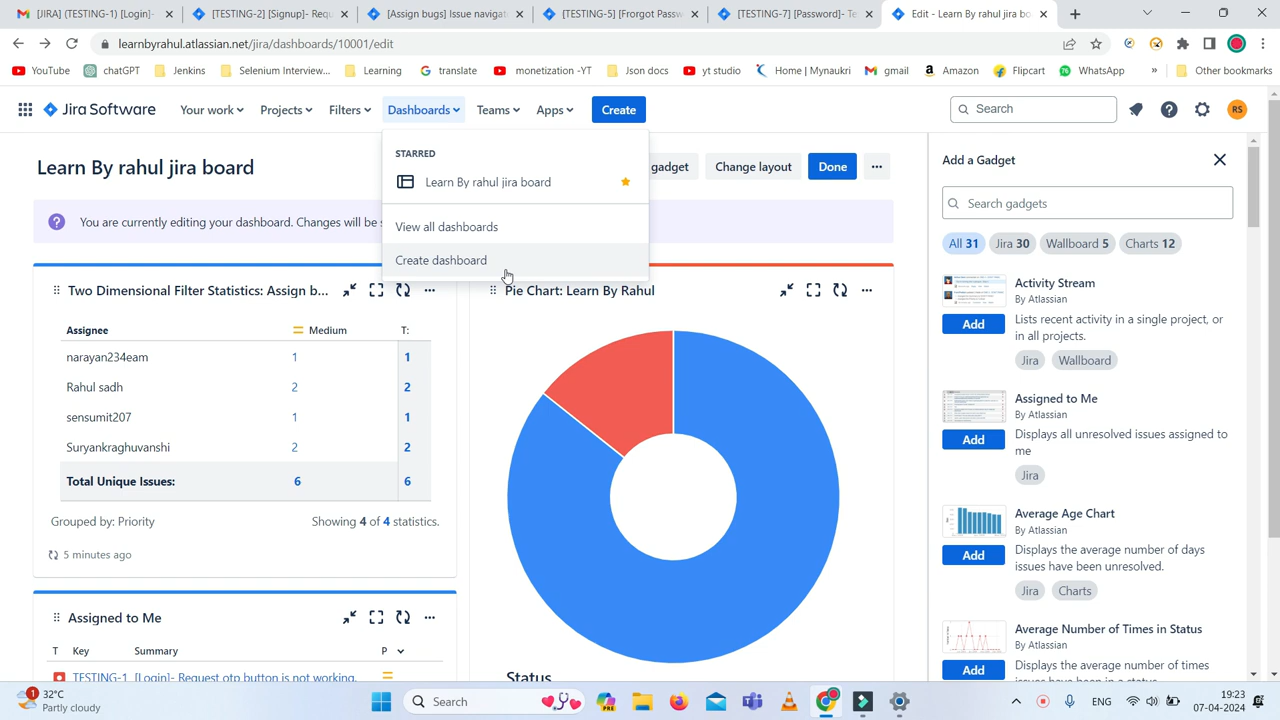 [JIRA] (TESTING-1) [Login]-
[TESTING-2] [Signup]- Requ
[Assign bugs] Issue navigato
[TESTING-5] [Forgot Passwo
[TESTING-7] [Password]- Te
Edit - Learn By rahul jira boa
learnbyrahul.atlassian.net/jira/dashboards/10001/edit
YouTube
chatGPT
Jenkins
Selenium Interview...
Learning
translate
monetization -YT
Json docs
yt studio
Home | Mynaukri
gmail
Amazon
Flipcart
WhatsApp
Other bookmarks
Jira Software
Your work
Projects
Filters
Dashboards
Teams
Apps
Create
Search
RS
STARRED
Learn By rahul jira board
View all dashboards
Create dashboard
Learn By rahul jira board
gadget
Change layout
Done
You are currently editing your dashboard. Changes will be
Two Dimensional Filter Statistics: Assign b...
Assignee Medium T:
narayan234eam 1 1
Rahul sadh 2 2
sensumit207 1 1
Suryankraghuvanshi 2 2
Total Unique Issues: 6 6
Grouped by: Priority Showing 4 of 4 statistics.
5 minutes ago
Assigned to Me
T Key Summary P
TESTING-1 [Login]- Request otp
working.
Pie Chart: Learn By Rahul
Status
Add a Gadget
Search gadgets
All 31
Jira 30
Wallboard 5
Charts 12
Activity Stream
By Atlassian
Add
Lists recent activity in a single project, or
in all projects.
Jira
Wallboard
Assigned to Me
By Atlassian
Add
Displays all unresolved issues assigned to
me
Jira
Average Age Chart
By Atlassian
Add
Displays the average number of days
issues have been unresolved.
Jira
Charts
Average Number of Times in Status
By Atlassian
Add
Displays the average number of times
1
32°C
Partly cloudy
Search
ENG
19:23
07-04-2024